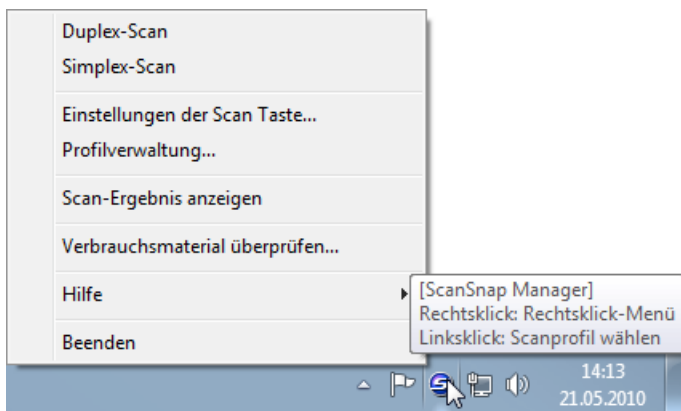 Duplex-Scan
Simplex-Scan
Einstellungen der Scan Taste...
Profilverwaltung...
Scan-Ergebnis anzeigen
Verbrauchsmaterial überprüfen...
Hilfe
Beenden
[ScanSnap Manager]
Rechtsklick: Rechtsklick-Menü
Linksklick: Scanprofil wählen
14:13
21.05.2010